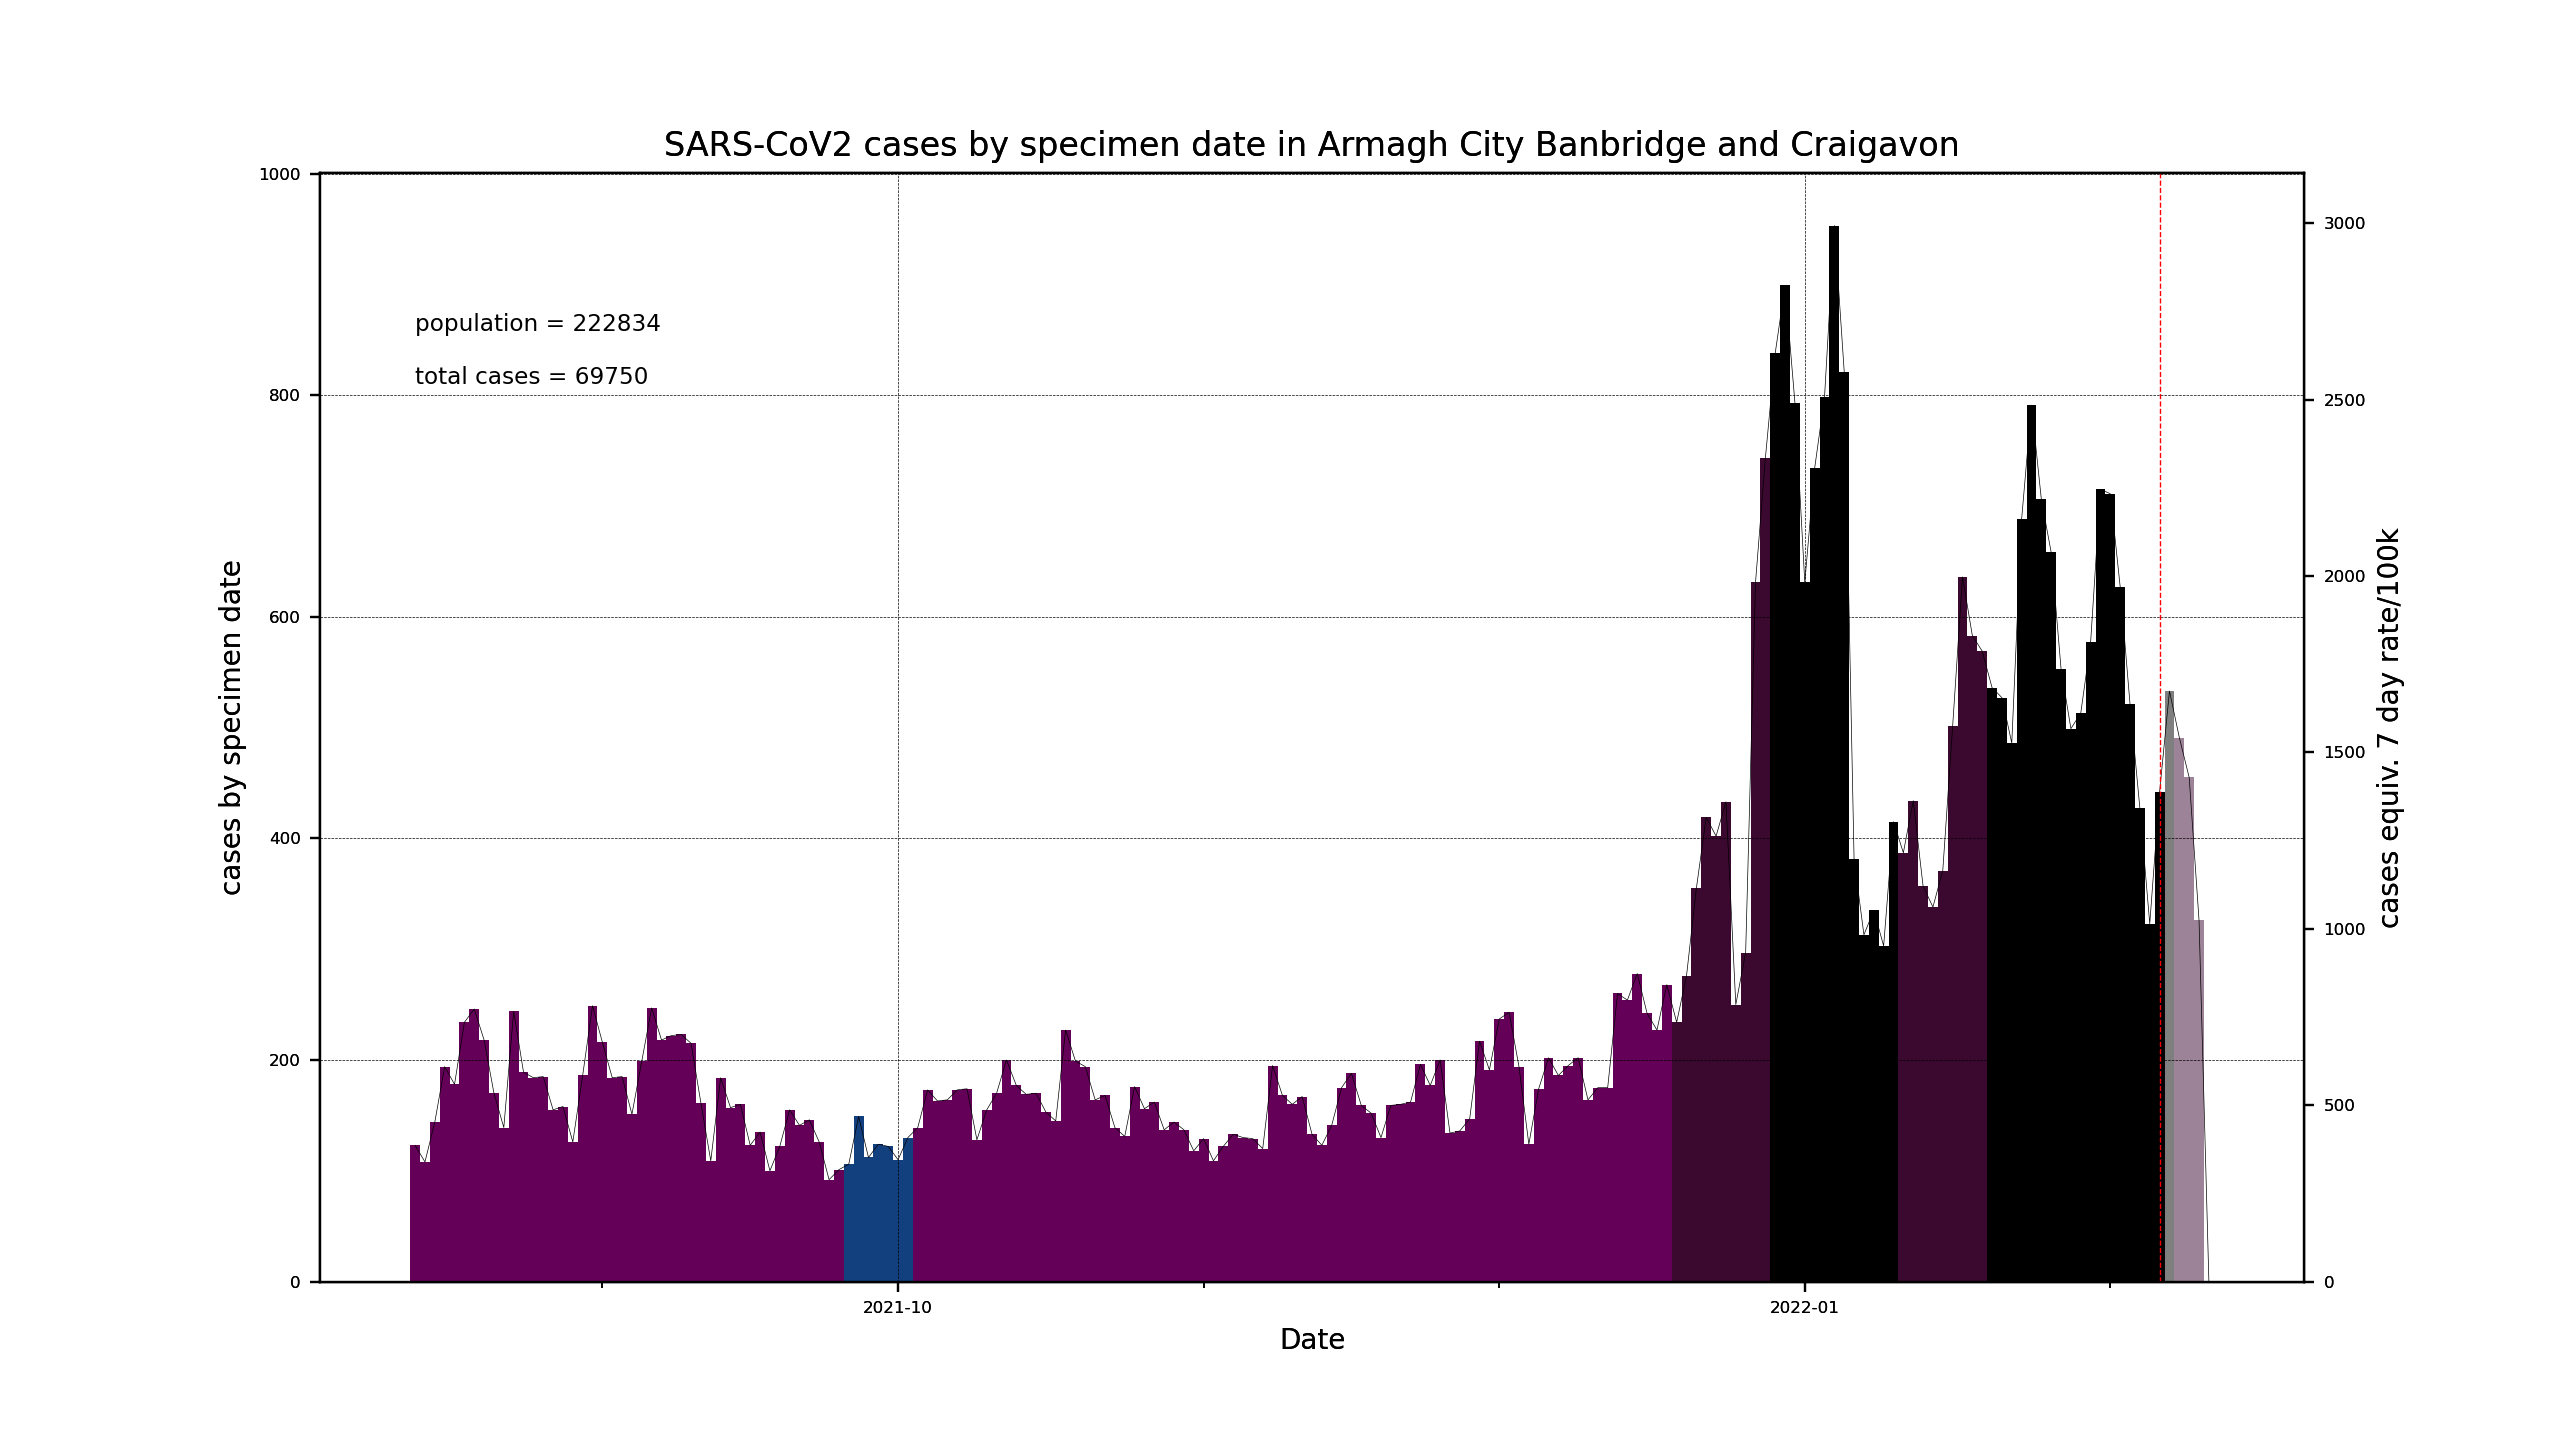 SARS-CoV2 cases by specimen date in Armagh City Banbridge and Craigavon
population = 222834
total cases = 69750
cases by specimen date
1000
800
600
400
200
0
3000
2500
2000
1500
1000
500
0
cases equiv. 7 day rate/100k
2021-10
2022-01
Date